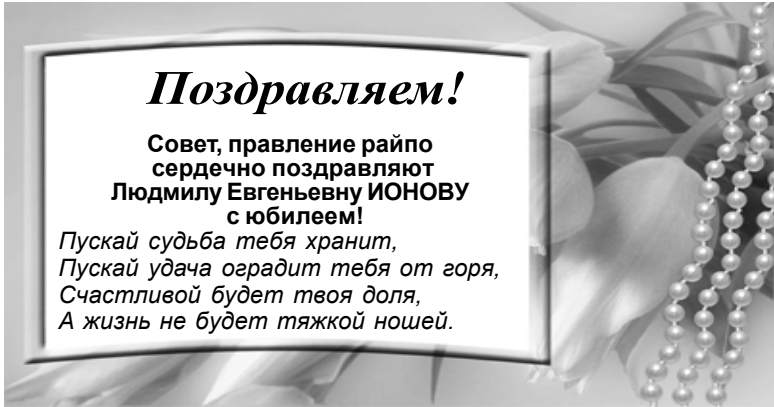 Поздравляем!
Совет, правление райпо
сердечно поздравляют
Людмилу Евгеньевну ИОНОВУ
с юбилеем!
Пускай судьба тебя хранит,
Пускай удача оградит тебя от горя,
Счастливой будет твоя доля,
А жизнь не будет тяжкой ношей.